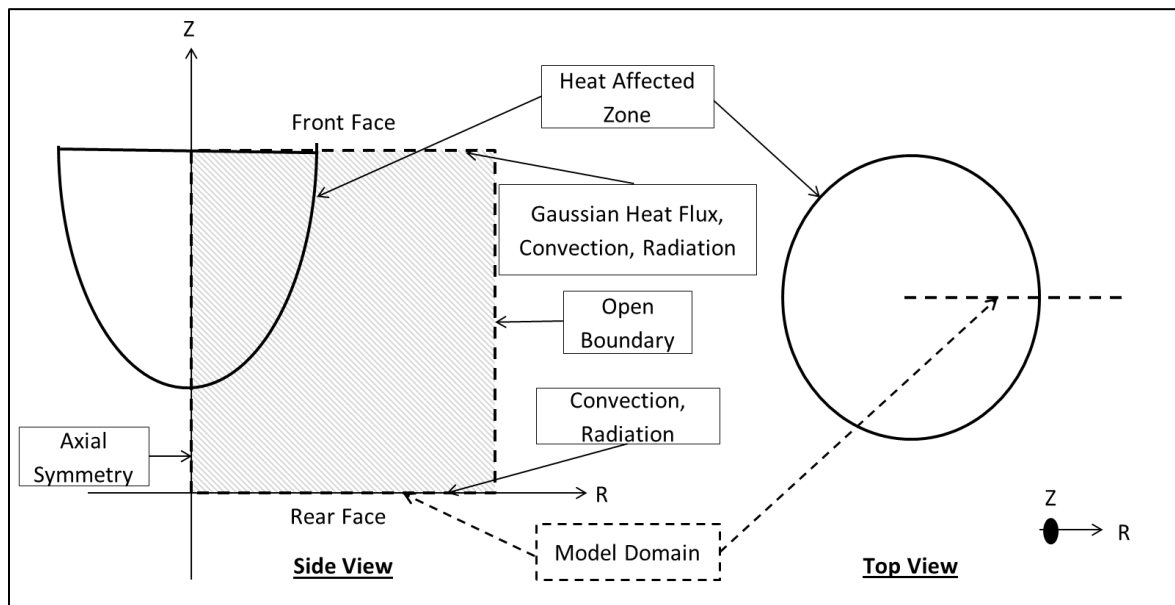 Z
Heat Affected
Zone
Front Face
Gaussian Heat Flux,
Convection, Radiation
Open
Boundary
Convection,
Radiation
Axial
Symmetry
R
Rear Face
Z
R
Model Domain
Side View
Top View